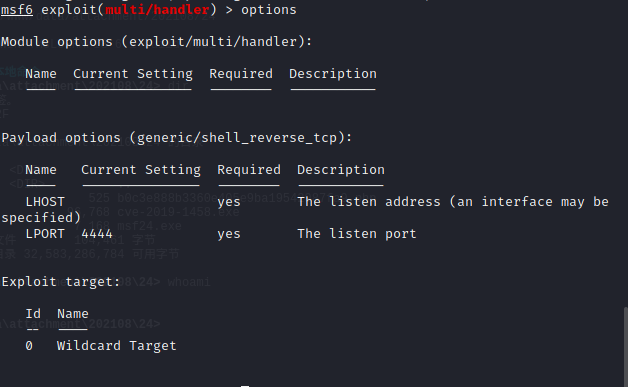 msf6 exploit(multi/handler) > options
Module options (exploit/multi/handler):
Name Current Setting Required Description
Payload options (generic/shell_reverse_tcp):
Name Current Setting Required Description
LHOST yes The listen address (an interface may be
specified)
LPORT 4444 yes The listen port
Exploit target:
Id Name
0 Wildcard Target